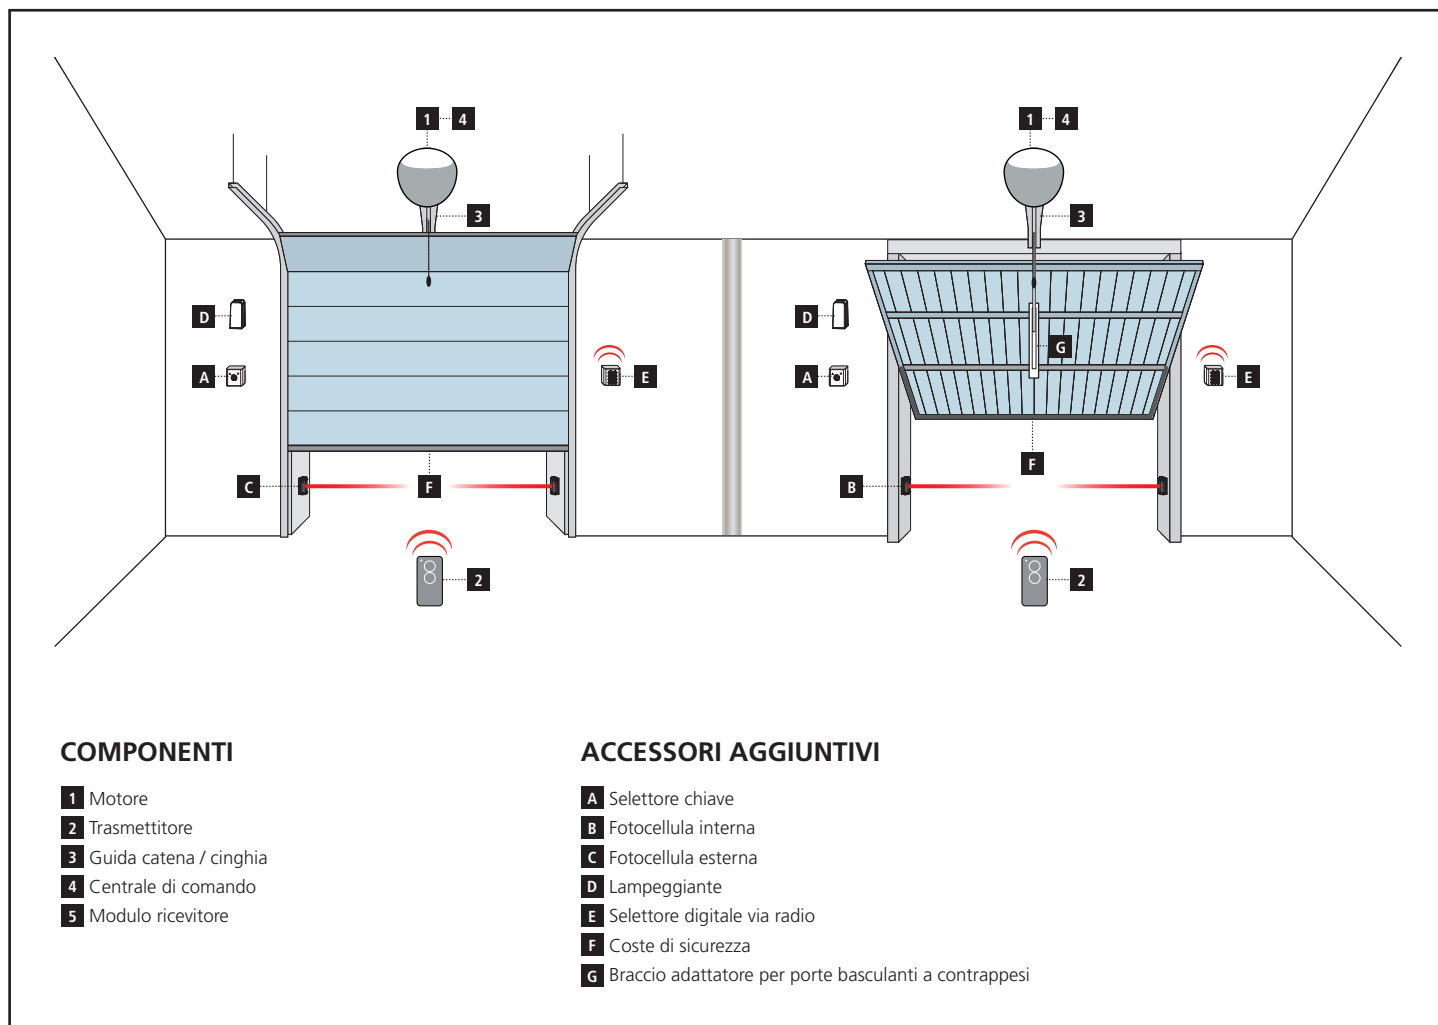 1 4
1 4
3
3
D
D
A
E
G
A
E
C
F
B
F
2
2
COMPONENTI
1 Motore
2 Trasmettitore
3 Guida catena / cinghia
4 Centrale di comando
5 Modulo ricevitore
ACCESSORI AGGIUNTIVI
A Selettore chiave
B Fotocellula interna
C Fotocellula esterna
D Lampeggiante
E Selettore digitale via radio
F Coste di sicurezza
G Braccio adattatore per porte basculanti a contrappesi